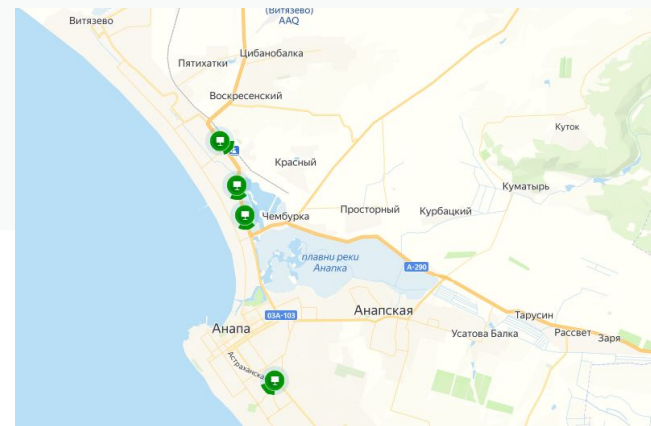 (Витязево)
AAQ
Витязево
Цибанобалка
Пятихатки
Воскресенский
Куток
Красный
Куматырь
Просторный
Курбацкий
Чембурка
плавни реки
Анапка
А-290
03А-103
Анапская
Тарусин
Анапа
Усатова Балка
Рассвет
Заря
Астраханска